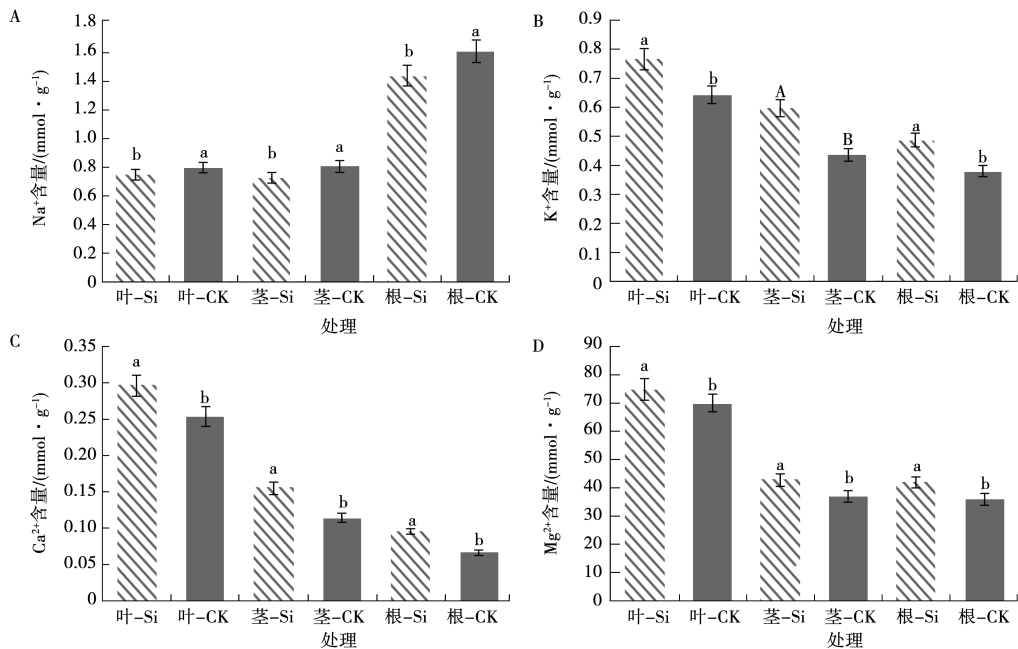 A
Na⁺含量/(mmol·g⁻¹)
1.8
1.6
1.4
1.2
1.0
0.8
0.6
0.4
0.2
0
b
a
b
a
b
a
叶–Si
叶–CK
茎–Si
茎–CK
根–Si
根–CK
处理
B
K⁺含量/(mmol·g⁻¹)
0.9
0.8
0.7
0.6
0.5
0.4
0.3
0.2
0.1
0
a
b
A
B
a
b
叶–Si
叶–CK
茎–Si
茎–CK
根–Si
根–CK
处理
C
Ca²⁺含量/(mmol·g⁻¹)
0.35
0.30
0.25
0.20
0.15
0.10
0.05
0
a
b
a
b
a
b
叶–Si
叶–CK
茎–Si
茎–CK
根–Si
根–CK
处理
D
Mg²⁺含量/(mmol·g⁻¹)
90
80
70
60
50
40
30
20
10
0
a
b
a
b
a
b
叶–Si
叶–CK
茎–Si
茎–CK
根–Si
根–CK
处理